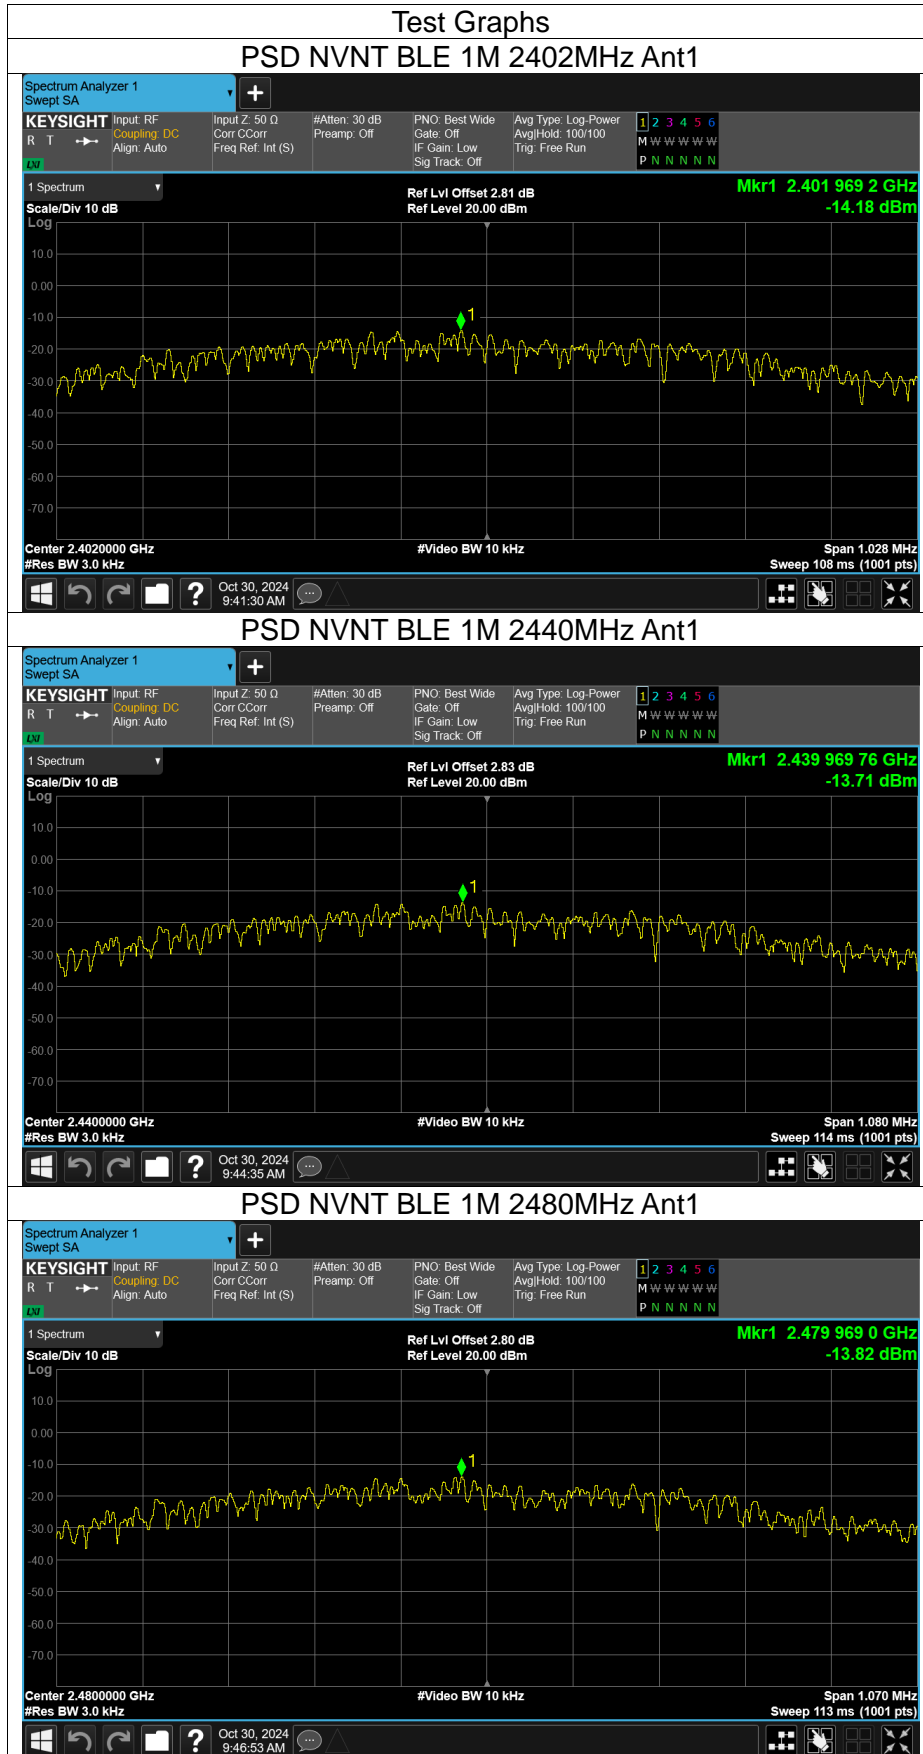 Test Graphs
PSD NVNT BLE 1M 2402MHz Ant1
Spectrum Analyzer 1
Swept SA
+
KEYSIGHT Input: RF Input Z: 50 Ω #Atten: 30 dB PNO: Best Wide Avg Type: Log-Power 1 2 3 4 5 6
R T Coupling: DC Corr CCorr Preamp: Off Gate: Off Avg|Hold: 100/100 M W W W W W
Align: Auto Freq Ref: Int (S) IF Gain: Low Trig: Free Run
LXI Sig Track: Off P N N N N N
1 Spectrum Ref Lvl Offset 2.81 dB Mkr1 2.401 969 2 GHz
Scale/Div 10 dB Ref Level 20.00 dBm -14.18 dBm
Log
10.0
0.00
1
-10.0
-20.0
-30.0
-40.0
-50.0
-60.0
-70.0
Center 2.4020000 GHz #Video BW 10 kHz Span 1.028 MHz
#Res BW 3.0 kHz Sweep 108 ms (1001 pts)
? Oct 30, 2024
9:41:30 AM
PSD NVNT BLE 1M 2440MHz Ant1
Spectrum Analyzer 1
Swept SA
+
KEYSIGHT Input: RF Input Z: 50 Ω #Atten: 30 dB PNO: Best Wide Avg Type: Log-Power 1 2 3 4 5 6
R T Coupling: DC Corr CCorr Preamp: Off Gate: Off Avg|Hold: 100/100 M W W W W W
Align: Auto Freq Ref: Int (S) IF Gain: Low Trig: Free Run
LXI Sig Track: Off P N N N N N
1 Spectrum Ref Lvl Offset 2.83 dB Mkr1 2.439 969 76 GHz
Scale/Div 10 dB Ref Level 20.00 dBm -13.71 dBm
Log
10.0
0.00
1
-10.0
-20.0
-30.0
-40.0
-50.0
-60.0
-70.0
Center 2.4400000 GHz #Video BW 10 kHz Span 1.080 MHz
#Res BW 3.0 kHz Sweep 114 ms (1001 pts)
? Oct 30, 2024
9:44:35 AM
PSD NVNT BLE 1M 2480MHz Ant1
Spectrum Analyzer 1
Swept SA
+
KEYSIGHT Input: RF Input Z: 50 Ω #Atten: 30 dB PNO: Best Wide Avg Type: Log-Power 1 2 3 4 5 6
R T Coupling: DC Corr CCorr Preamp: Off Gate: Off Avg|Hold: 100/100 M W W W W W
Align: Auto Freq Ref: Int (S) IF Gain: Low Trig: Free Run
LXI Sig Track: Off P N N N N N
1 Spectrum Ref Lvl Offset 2.80 dB Mkr1 2.479 969 0 GHz
Scale/Div 10 dB Ref Level 20.00 dBm -13.82 dBm
Log
10.0
0.00
1
-10.0
-20.0
-30.0
-40.0
-50.0
-60.0
-70.0
Center 2.4800000 GHz #Video BW 10 kHz Span 1.070 MHz
#Res BW 3.0 kHz Sweep 113 ms (1001 pts)
? Oct 30, 2024
9:46:53 AM